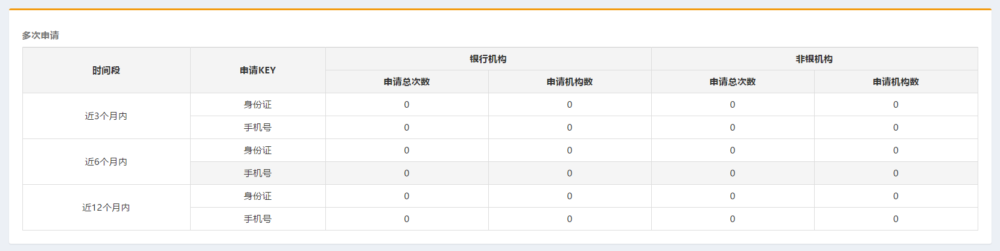 多次申请
时间段 申请KEY 银行机构 非银机构
申请总次数 申请机构数 申请总次数 申请机构数
近3个月内 身份证 0 0 0 0
手机号 0 0 0 0
近6个月内 身份证 0 0 0 0
手机号 0 0 0 0
近12个月内 身份证 0 0 0 0
手机号 0 0 0 0